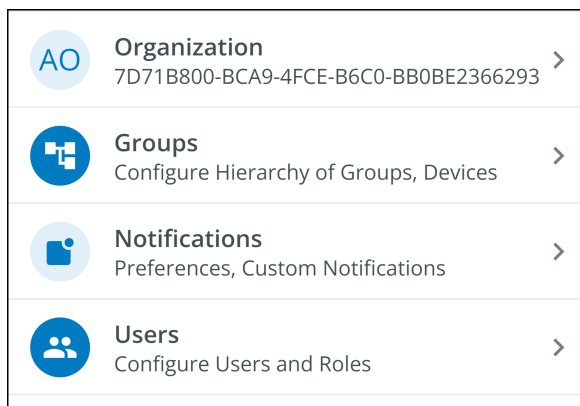 AO
Organization
7D71B800-BCA9-4FCE-B6C0-BB0BE2366293
Groups
Configure Hierarchy of Groups, Devices
Notifications
Preferences, Custom Notifications
Users
Configure Users and Roles